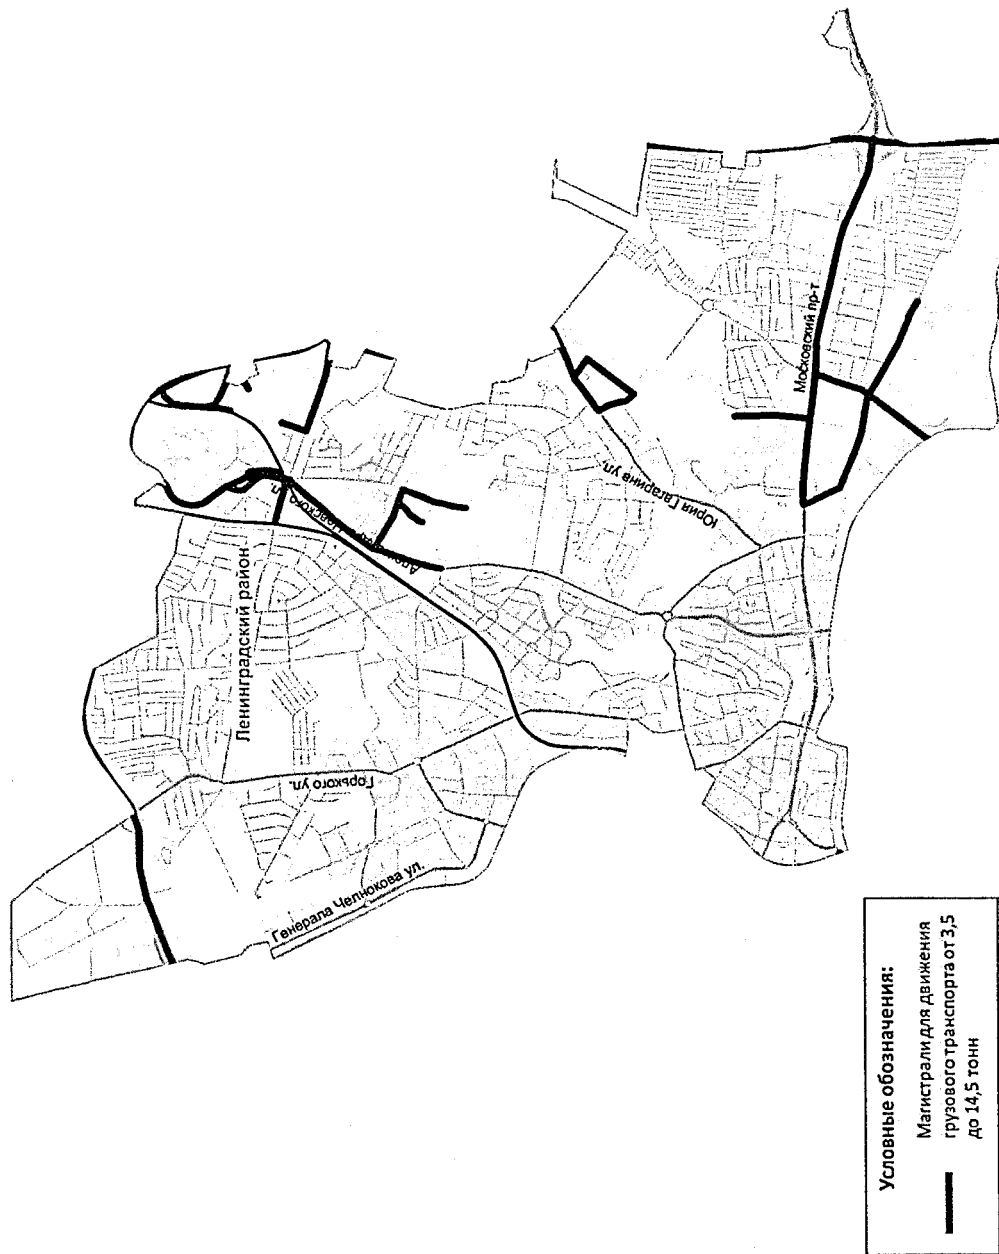 Ленинградский район
Горького ул.
Генерала Челнокова ул.
Юрия Гагарина ул.
Московский пр-т
ул.
Условные обозначения:
Магистрали для движения
грузового транспорта от 3,5
до 14,5 тонн